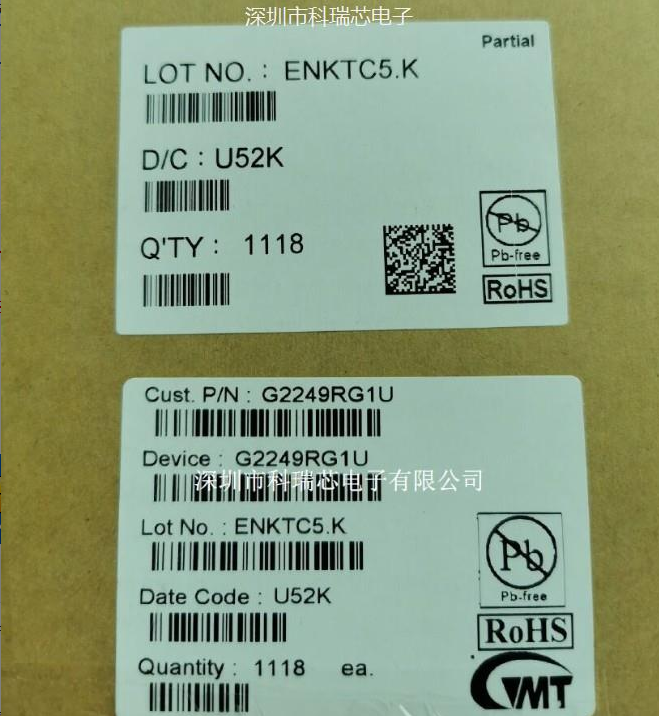 深圳市科瑞芯电子
Partial
LOT NO. : ENKTC5.K
D/C : U52K
Q'TY : 1118
Pb
Pb-free
RoHS
Cust. P/N : G2249RG1U
Device : G2249RG1U
深圳市科瑞芯电子有限公司
Lot No. : ENKTC5.K
Date Code : U52K
Pb
Pb-free
RoHS
Quantity : 1118 ea.
GMT